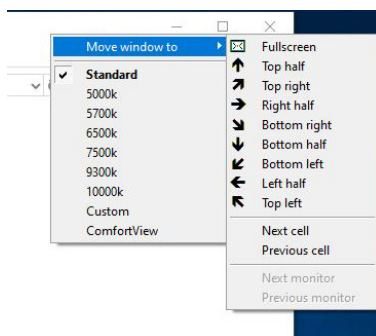 Move window to
Standard
5000k
5700k
6500k
7500k
9300k
10000k
Custom
ComfortView
Fullscreen
Top half
Top right
Right half
Bottom right
Bottom half
Bottom left
Left half
Top left
Next cell
Previous cell
Next monitor
Previous monitor